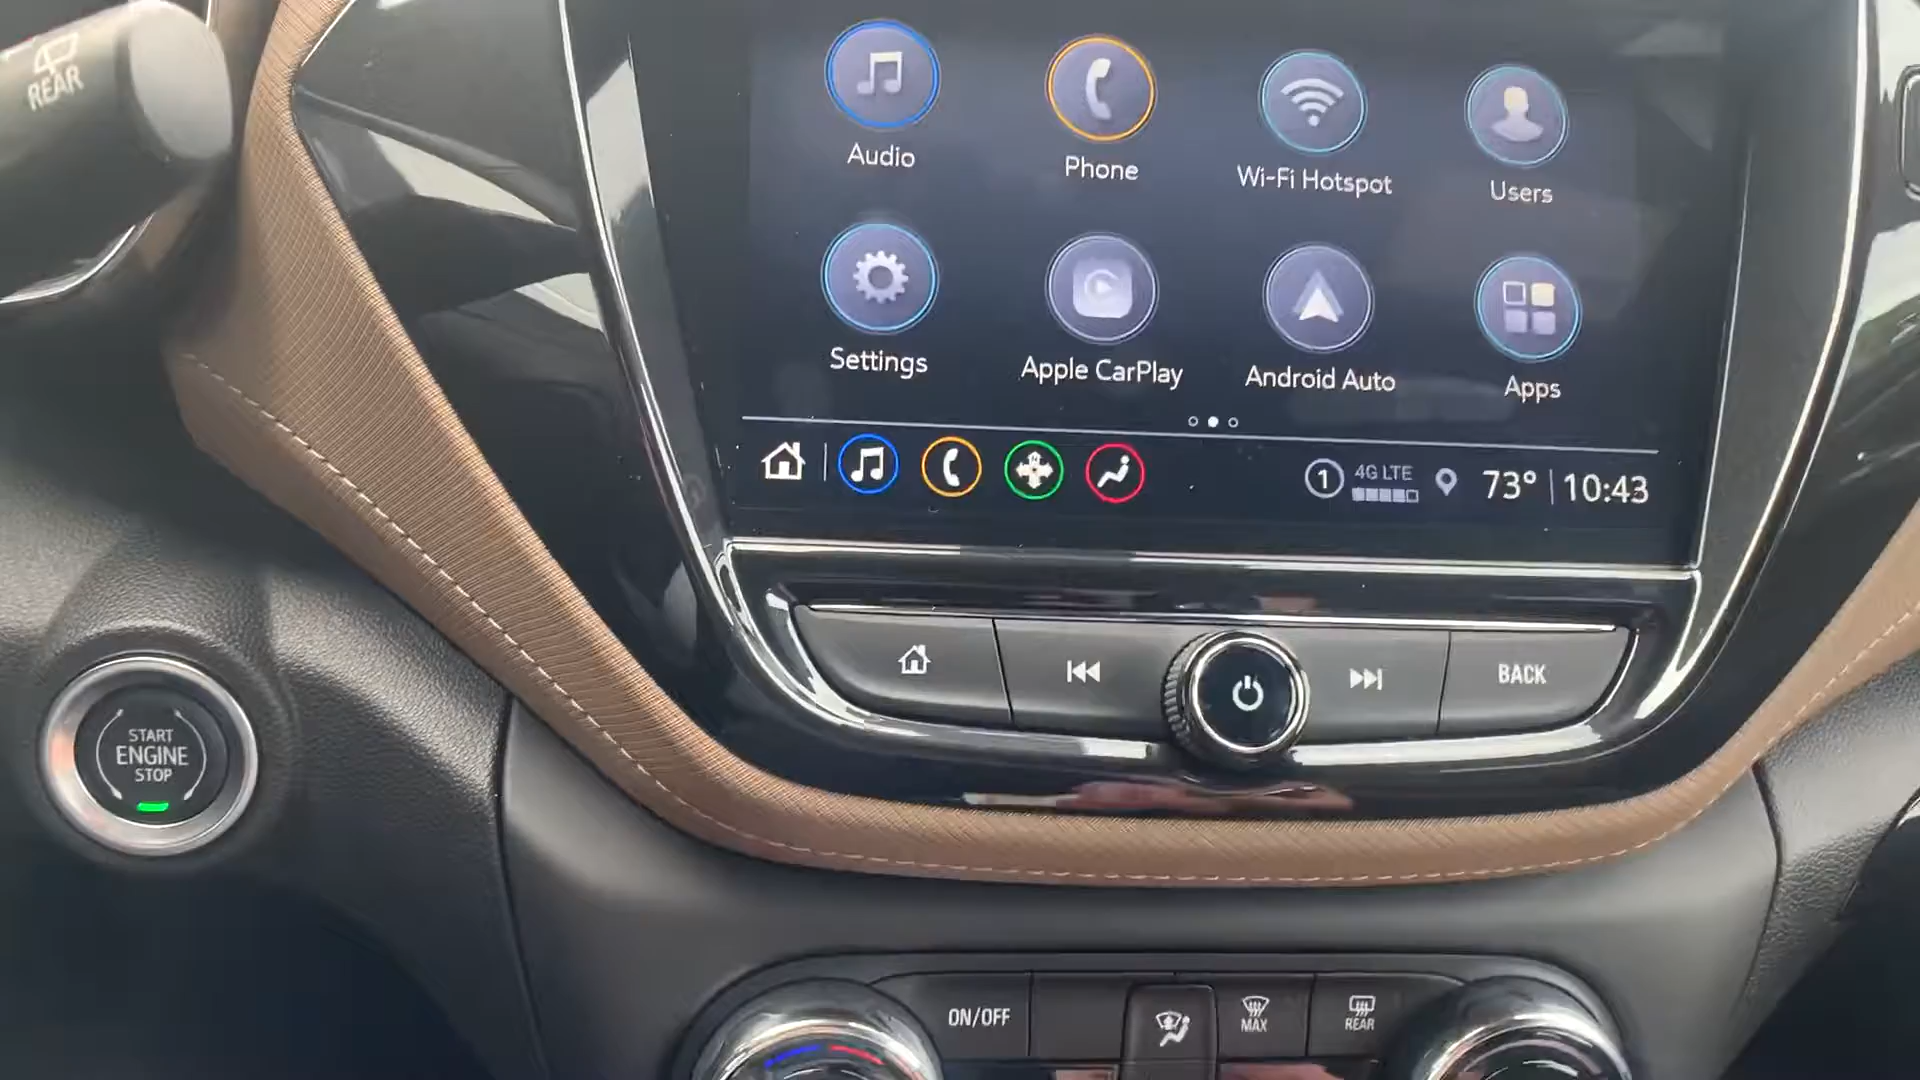 REAR
Audio
Phone
Wi-Fi Hotspot
Users
Settings
Apple CarPlay
Android Auto
Apps
1
4G LTE
73°
10:43
BACK
START
ENGINE
STOP
ON/OFF
MAX
REAR